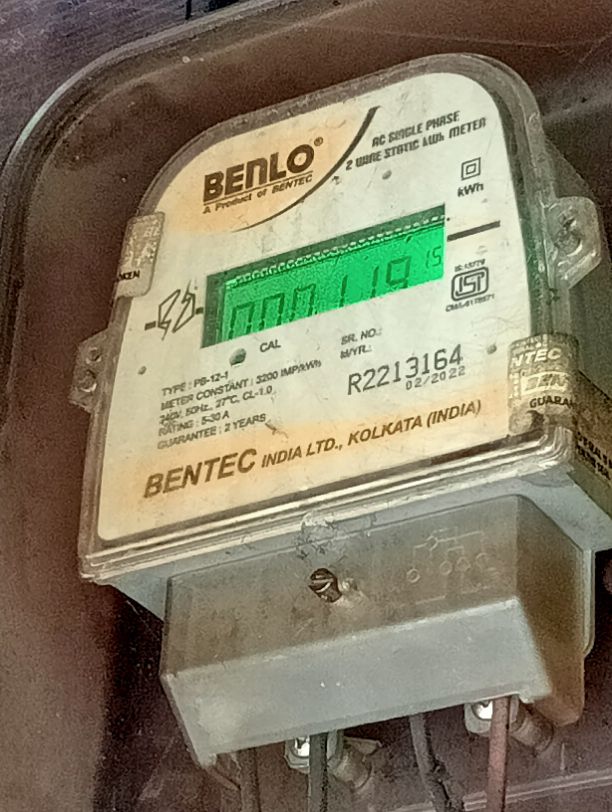 BENLO®
A Product of BENTEC
AC SINGLE PHASE
2 WIRE STATIC kWh METER
kWh
CAL
SR. NO.:
M/YR.:
R2213164
02/2022
TYPE : PB-12-1
METER CONSTANT : 3200 IMP/kWh
240V, 50Hz., 27°C, CL-1.0
RATING : 5-30 A
GUARANTEE : 2 YEARS
BENTEC INDIA LTD., KOLKATA (INDIA)
NTEC
GUARAN